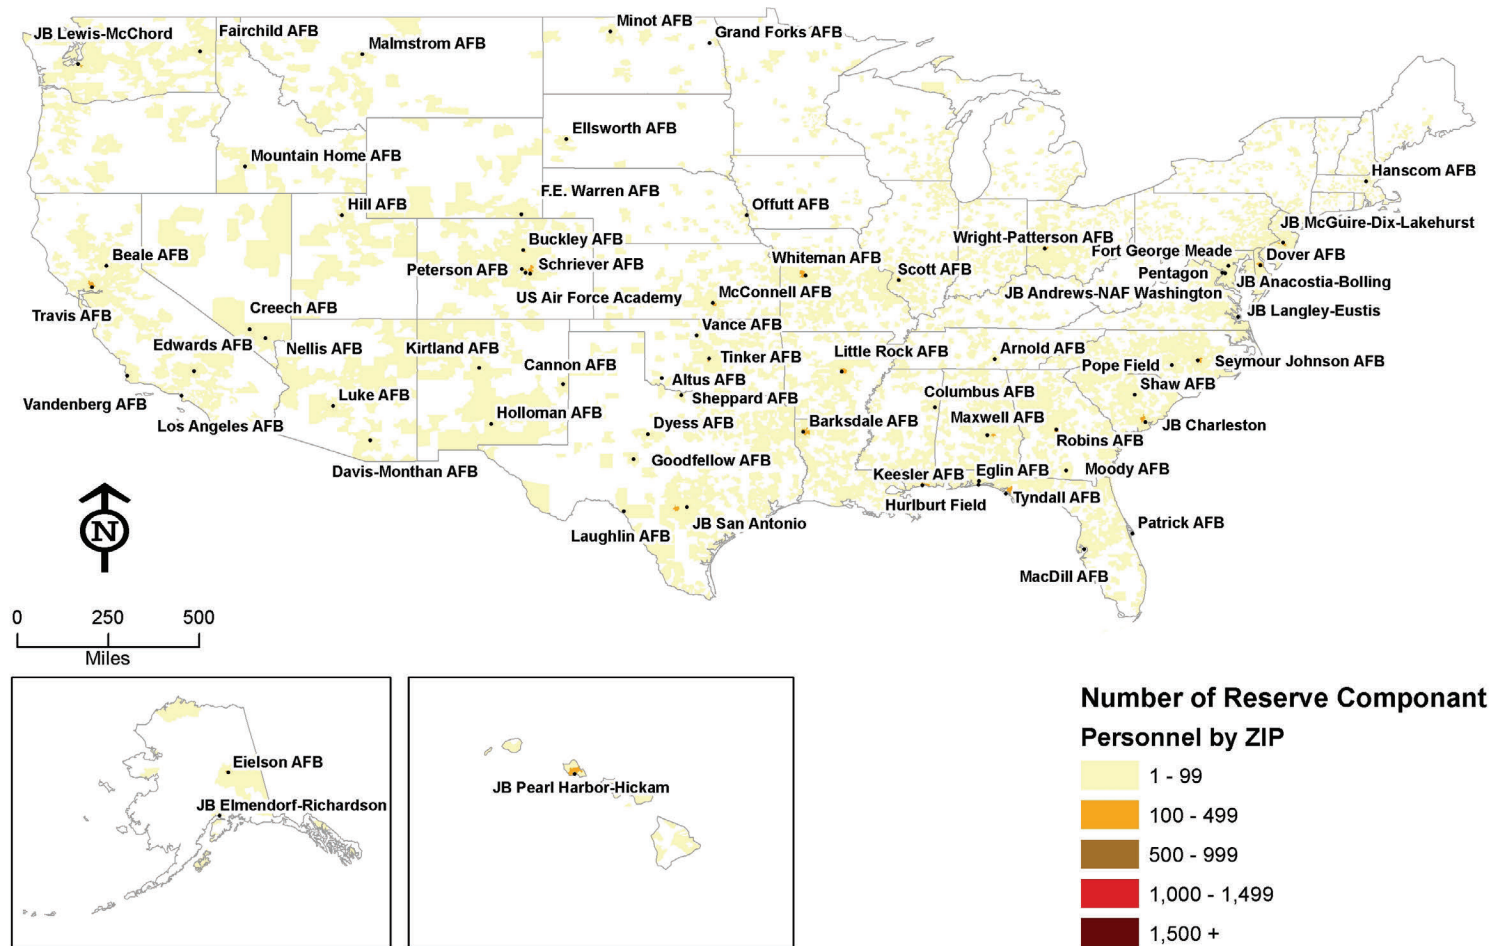 Minot AFB
JB Lewis-McChord
Fairchild AFB
Grand Forks AFB
Malmstrom AFB
Ellsworth AFB
Mountain Home AFB
Hanscom AFB
F.E. Warren AFB
Hill AFB
Offutt AFB
JB McGuire-Dix-Lakehurst
Buckley AFB
Wright-Patterson AFB
Fort George Meade
Beale AFB
Dover AFB
Whiteman AFB
Schriever AFB
Peterson AFB
Scott AFB
Pentagon
JB Anacostia-Bolling
McConnell AFB
JB Andrews-NAF Washington
US Air Force Academy
Creech AFB
JB Langley-Eustis
Travis AFB
Vance AFB
Edwards AFB
Nellis AFB
Kirtland AFB
Little Rock AFB
Arnold AFB
Tinker AFB
Seymour Johnson AFB
Cannon AFB
Pope Field
Altus AFB
Shaw AFB
Columbus AFB
Luke AFB
Sheppard AFB
Vandenberg AFB
Holloman AFB
Maxwell AFB
Los Angeles AFB
Dyess AFB
Barksdale AFB
JB Charleston
Robins AFB
Goodfellow AFB
Davis-Monthan AFB
Keesler AFB
Eglin AFB
Moody AFB
Tyndall AFB
Hurlburt Field
N
JB San Antonio
Patrick AFB
Laughlin AFB
MacDill AFB
0 250 500
Miles
Eielson AFB
JB Elmendorf-Richardson
JB Pearl Harbor-Hickam
Number of Reserve Componant
Personnel by ZIP
1 - 99
100 - 499
500 - 999
1,000 - 1,499
1,500 +